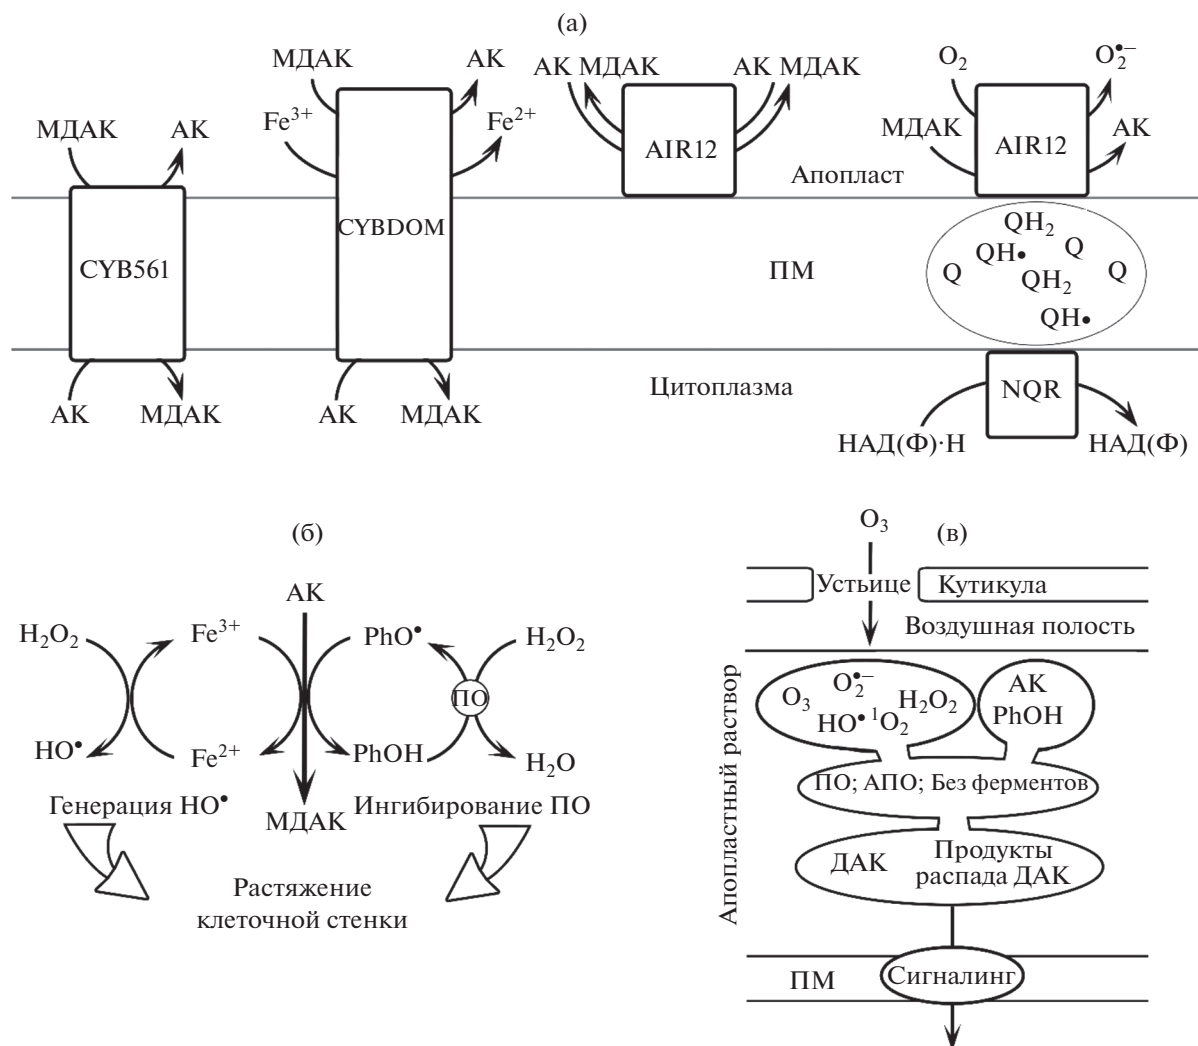 (а)
МДАК АК
CYB561
АК МДАК
МДАК АК
Fe³⁺ Fe²⁺
CYBDOM
АК МДАК
АК МДАК АК МДАК
AIR12
O₂ O₂•−
МДАК АК
AIR12
Апопласт
ПМ
QH₂
QH• Q
Q QH₂ Q
QH•
Цитоплазма
NQR
НАД(Ф)·Н НАД(Ф)
(б)
АК
H₂O₂ Fe³⁺ PhO• H₂O₂
ПО
HO• Fe²⁺ PhOH H₂O
Генерация HO• МДАК Ингибирование ПО
Растяжение
клеточной стенки
(в)
O₃
Устьице Кутикула
Воздушная полость
Апопластный раствор
O₃ O₂•− H₂O₂
HO• ¹O₂
АК
PhOH
ПО; АПО; Без ферментов
ДАК Продукты
распада ДАК
ПМ Сигналинг